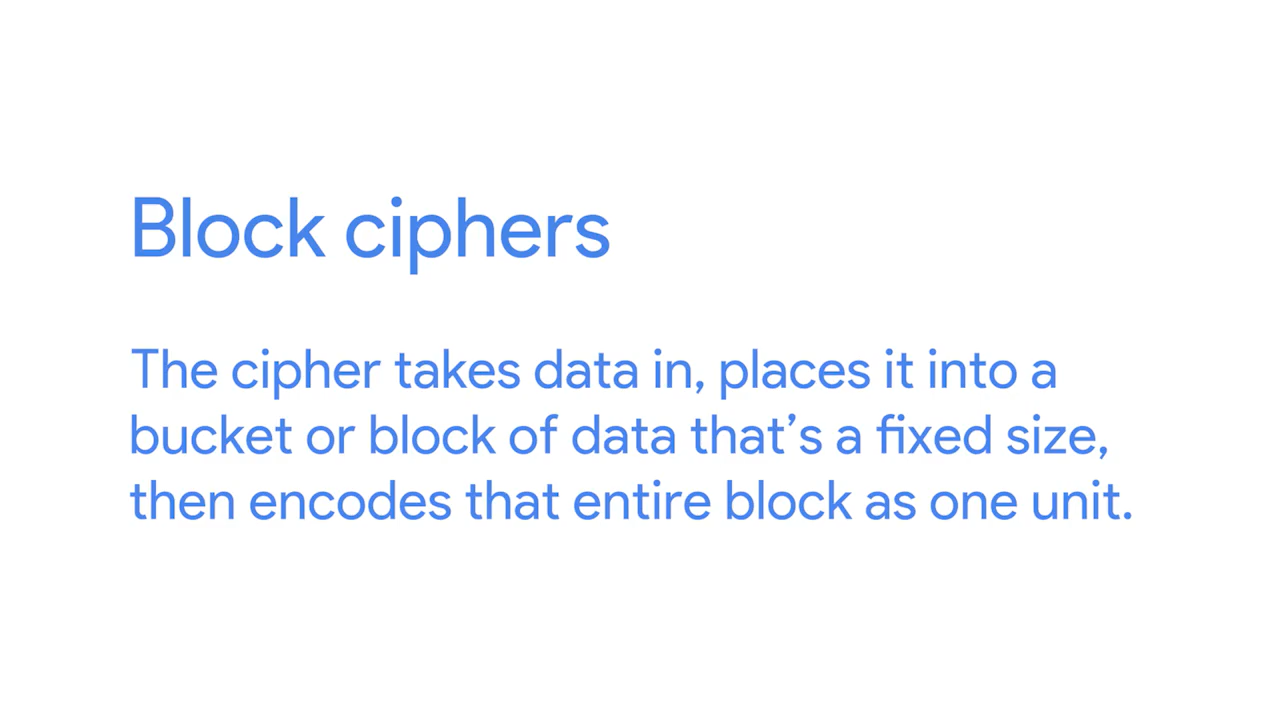 Block ciphers
The cipher takes data in, places it into a
bucket or block of data that’s a fixed size,
then encodes that entire block as one unit.